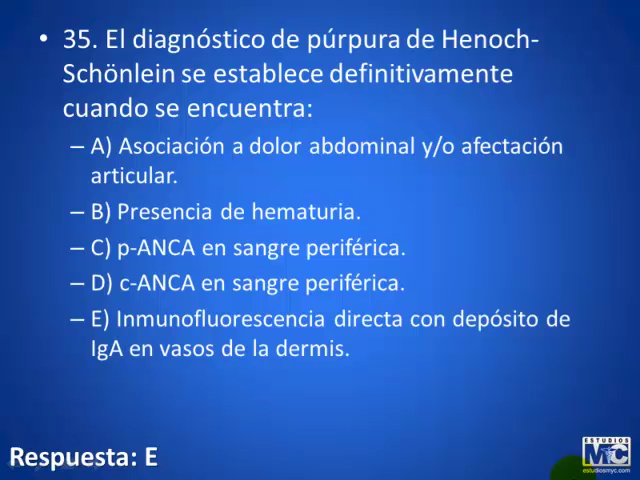 • 35. El diagnóstico de púrpura de Henoch-
Schönlein se establece definitivamente
cuando se encuentra:
– A) Asociación a dolor abdominal y/o afectación
articular.
– B) Presencia de hematuria.
– C) p-ANCA en sangre periférica.
– D) c-ANCA en sangre periférica.
– E) Inmunofluorescencia directa con depósito de
IgA en vasos de la dermis.
Respuesta: E
ESTUDIOS
MyC
estudiosmyc.com